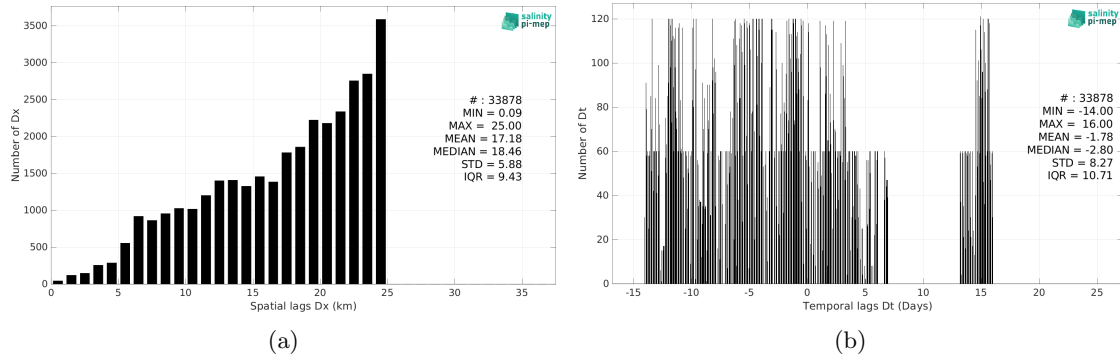 salinity
pi-mep
3500
3000
2500
2000
1500
1000
500
0
Number of Dx
# : 33878
MIN = 0.09
MAX = 25.00
MEAN = 17.18
MEDIAN = 18.46
STD = 5.88
IQR = 9.43
0 5 10 15 20 25 30 35
Spatial lags Dx (km)
(a)
salinity
pi-mep
120
100
80
60
40
20
0
Number of Dt
# : 33878
MIN = -14.00
MAX = 16.00
MEAN = -1.78
MEDIAN = -2.80
STD = 8.27
IQR = 10.71
-15 -10 -5 0 5 10 15 20 25
Temporal lags Dt (Days)
(b)